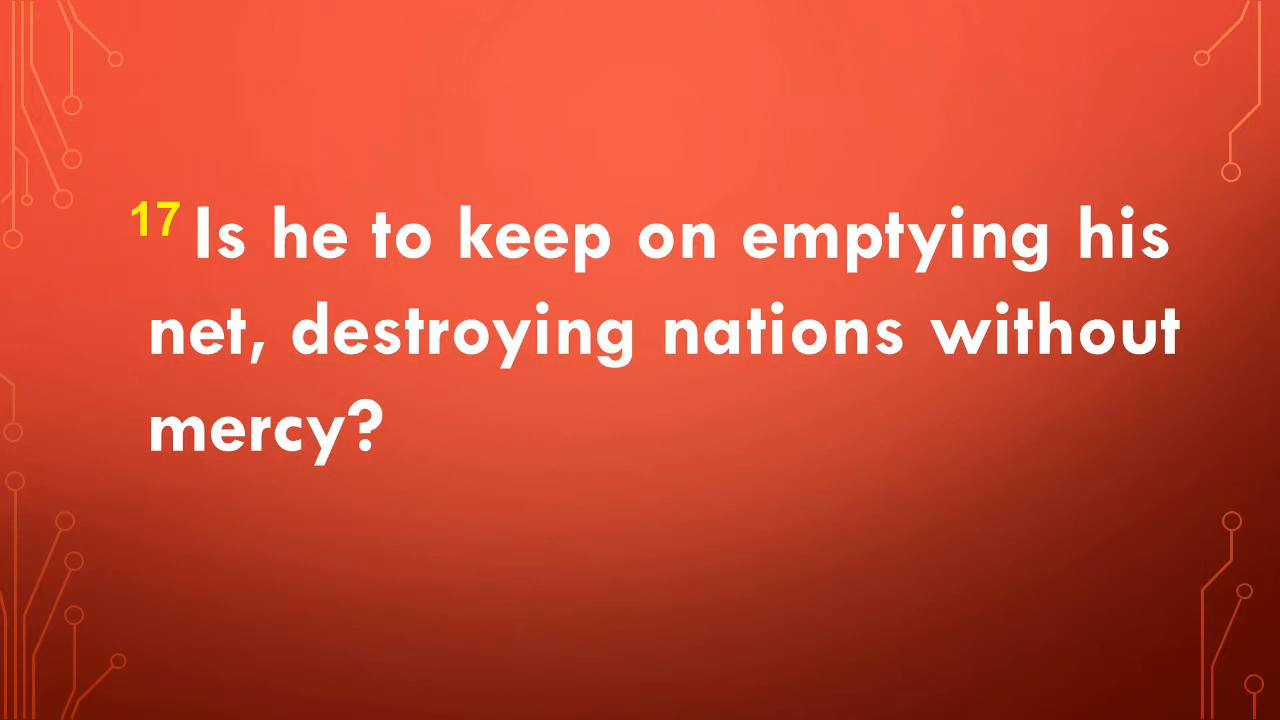 17 Is he to keep on emptying his
net, destroying nations without
mercy?